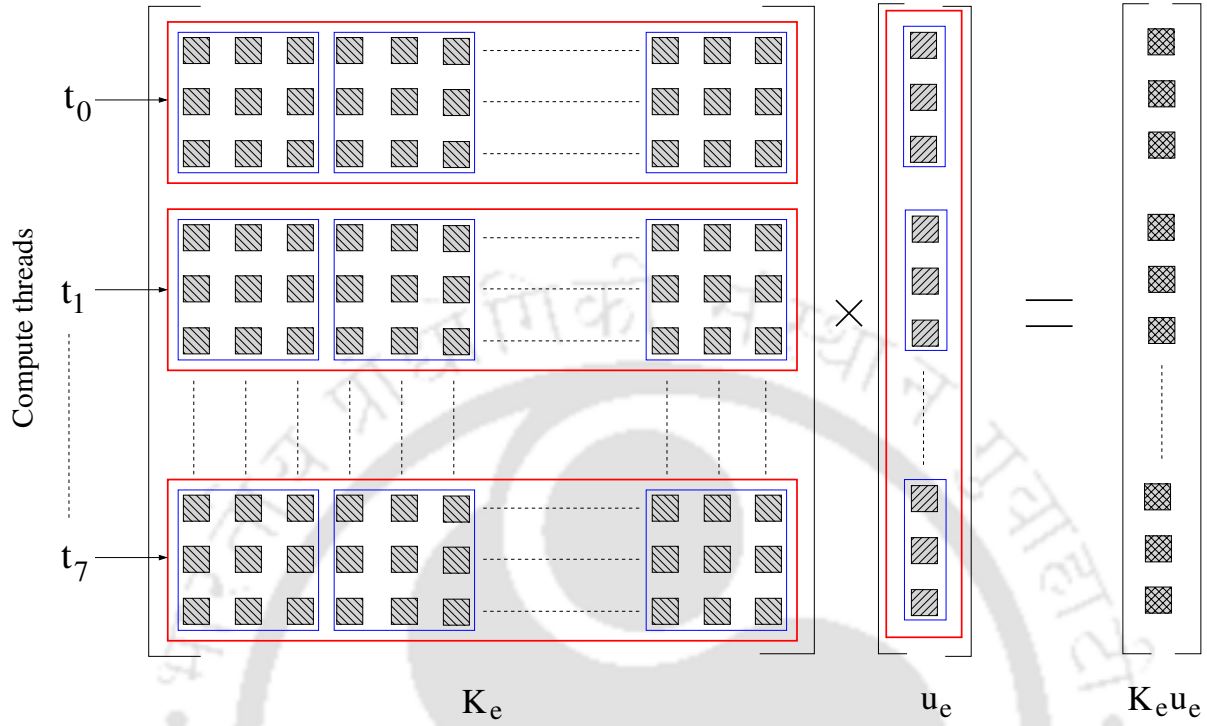 Compute threads
t0
t1
t7
×
=
Ke
ue
Keue